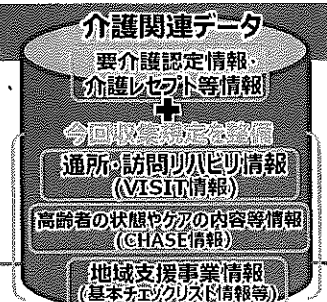 介護関連データ
要介護認定情報・
介護レセプト等情報
+
今回収集規定を整備
通所・訪問リハビリ情報
(VISIT情報)
高齢者の状態やケアの内容等情報
(CHASE情報)
地域支援事業情報
(基本チェックリスト情報等)